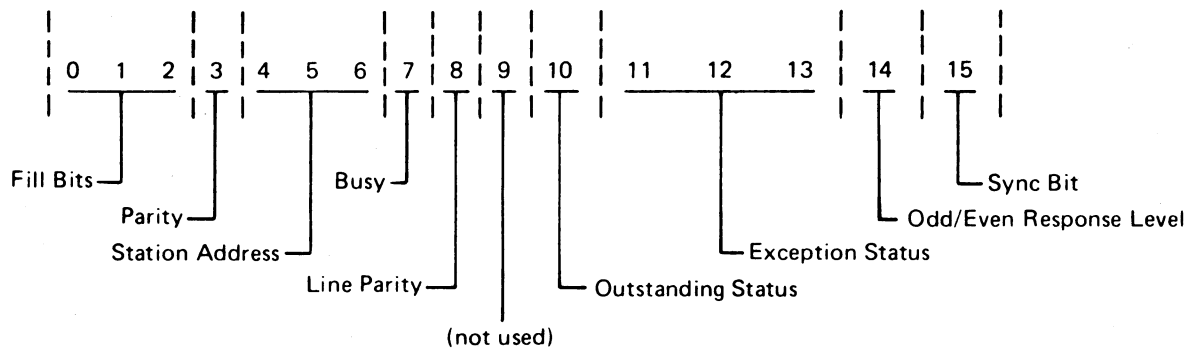 0 1 2 3 4 5 6 7 8 9 10 11 12 13 14 15
Fill Bits
Busy
Sync Bit
Parity
Odd/Even Response Level
Station Address
Exception Status
Line Parity
Outstanding Status
(not used)